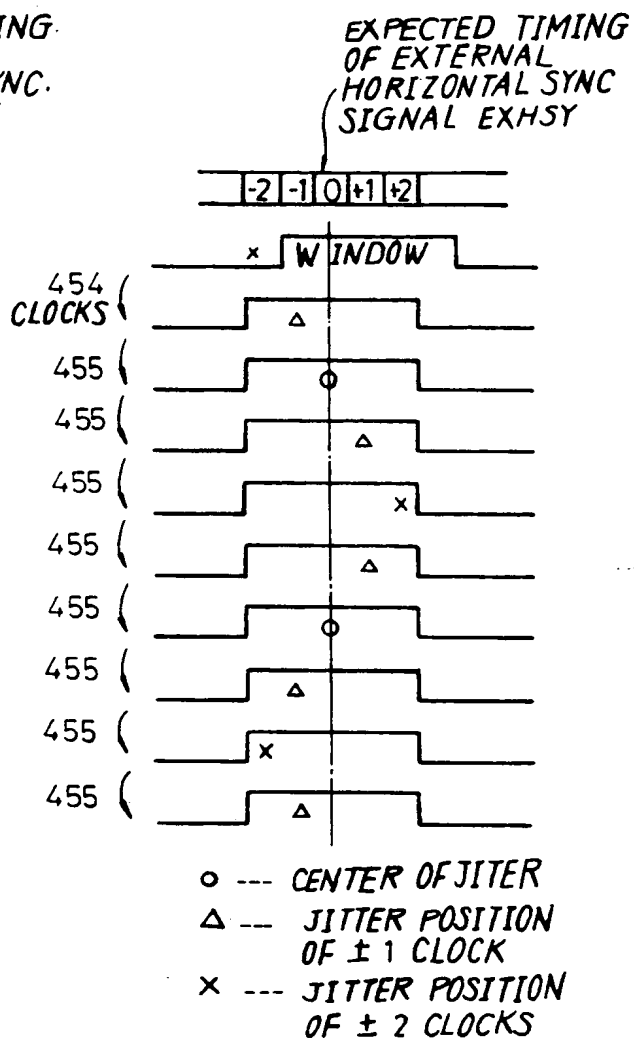 ING
YNC.
EXPECTED TIMING
OF EXTERNAL
HORIZONTAL SYNC
SIGNAL EXHSY
-2 -1 0 +1 +2
× WINDOW
454
CLOCKS
455
455
455
455
455
455
455
455
○ --- CENTER OF JITER
△ --- JITTER POSITION
OF ± 1 CLOCK
× --- JITTER POSITION
OF ± 2 CLOCKS